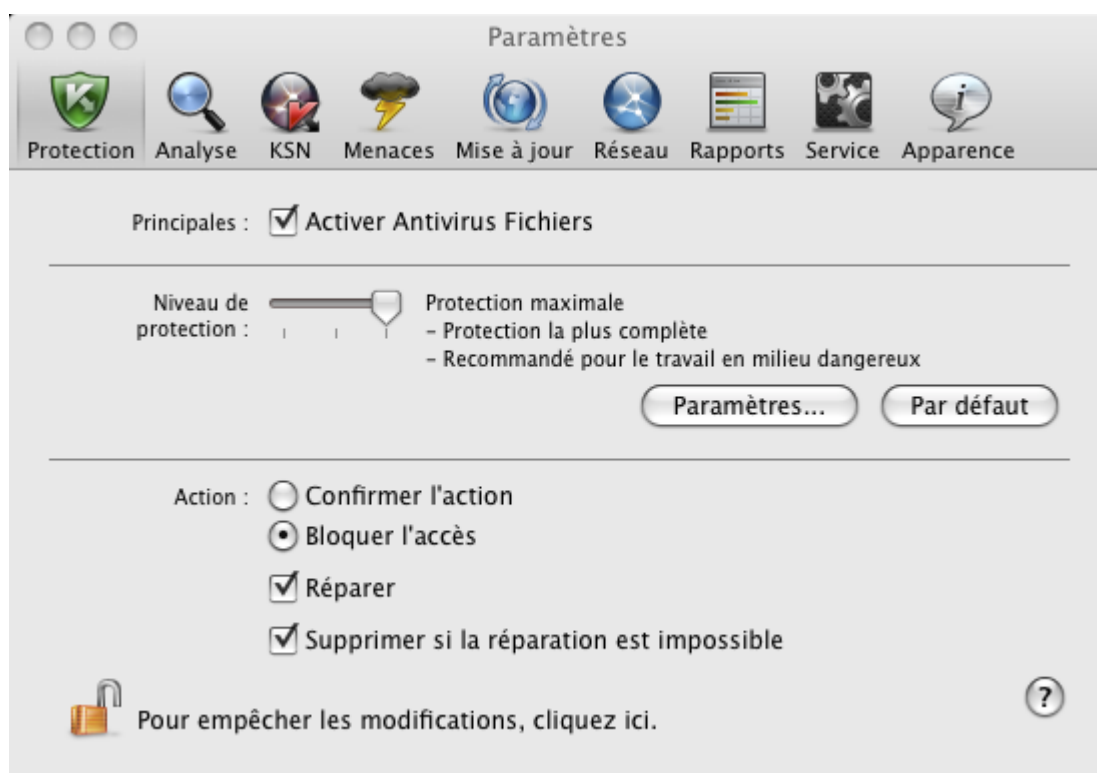 Paramètres
Protection Analyse KSN Menaces Mise à jour Réseau Rapports Service Apparence
Principales : Activer Antivirus Fichiers
Niveau de protection :
Protection maximale
– Protection la plus complète
– Recommandé pour le travail en milieu dangereux
Paramètres... Par défaut
Action : Confirmer l'action
Bloquer l'accès
Réparer
Supprimer si la réparation est impossible
Pour empêcher les modifications, cliquez ici.
?